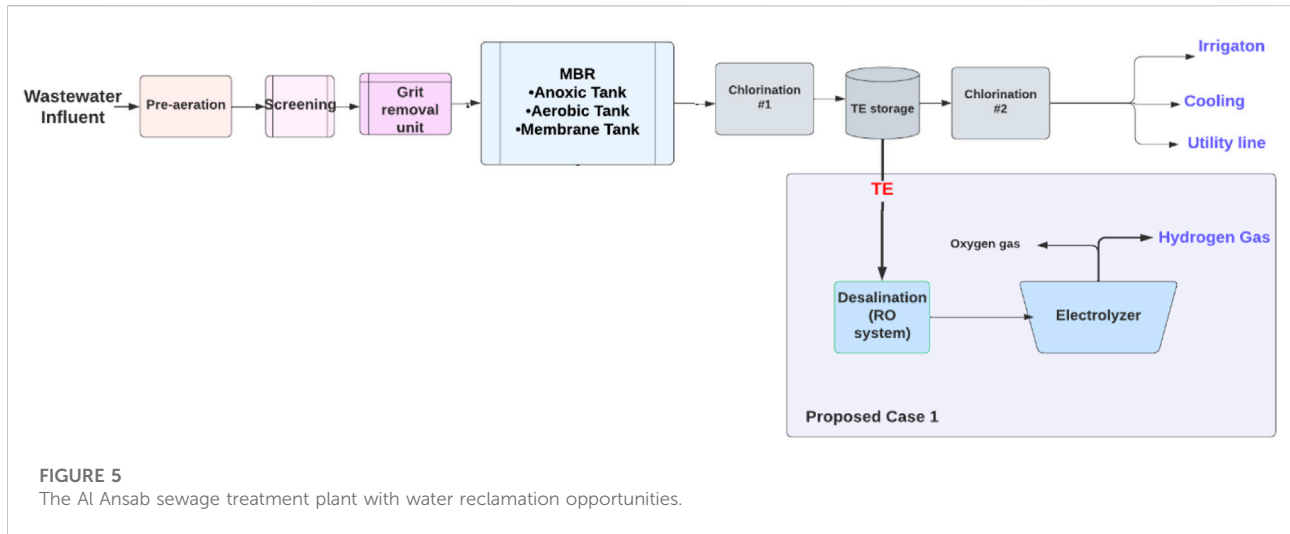 Wastewater
Influent
Pre-aeration
Screening
Grit
removal
unit
MBR
•Anoxic Tank
•Aerobic Tank
•Membrane Tank
Chlorination
#1
TE storage
Chlorination
#2
Irrigaton
Cooling
Utility line
TE
Desalination
(RO
system)
Oxygen gas
Hydrogen Gas
Electrolyzer
Proposed Case 1
FIGURE 5
The Al Ansab sewage treatment plant with water reclamation opportunities.